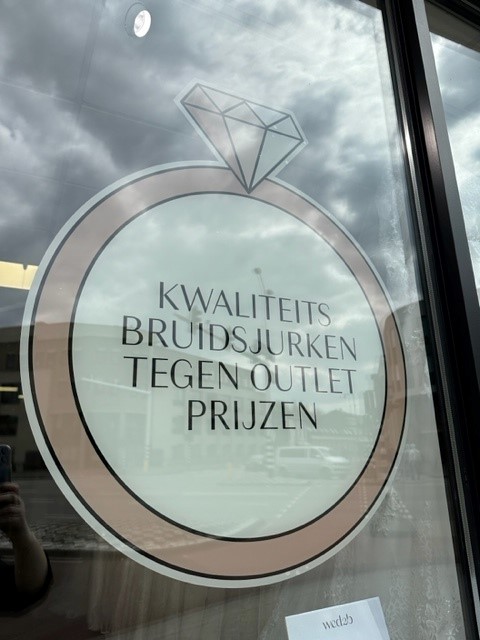 KWALITEITS
BRUIDSJURKEN
TEGEN OUTLET
PRIJZEN